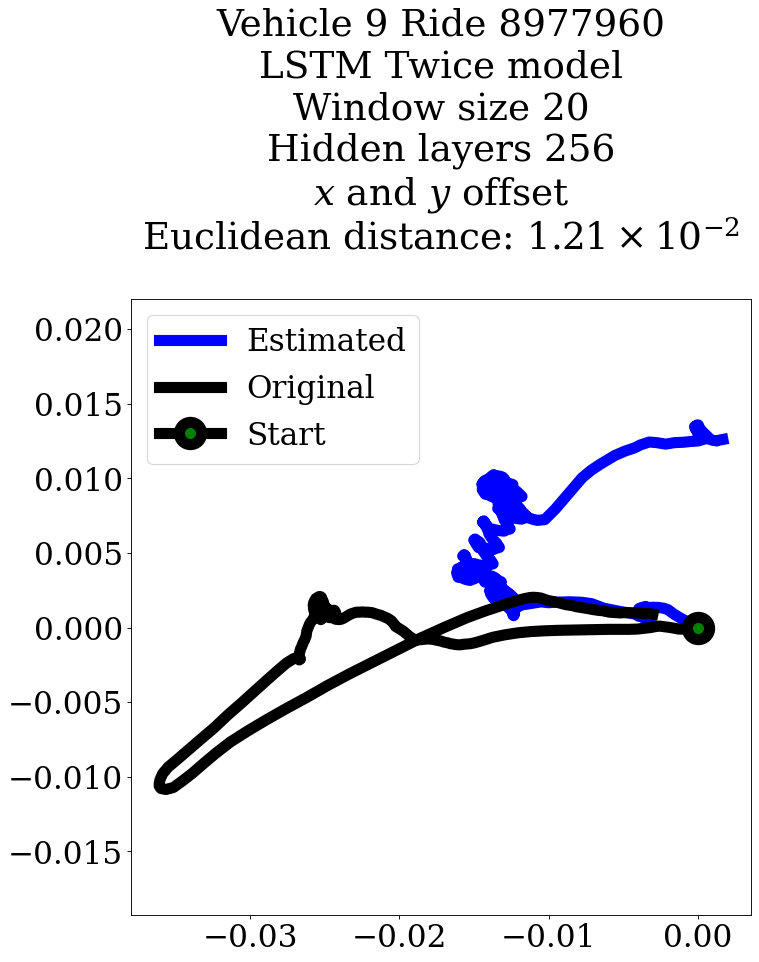 Vehicle 9 Ride 8977960
LSTM Twice model
Window size 20
Hidden layers 256
x and y offset
Euclidean distance: 1.21 × 10⁻²
Estimated
Original
Start
0.020
0.015
0.010
0.005
0.000
−0.005
−0.010
−0.015
−0.03 −0.02 −0.01 0.00